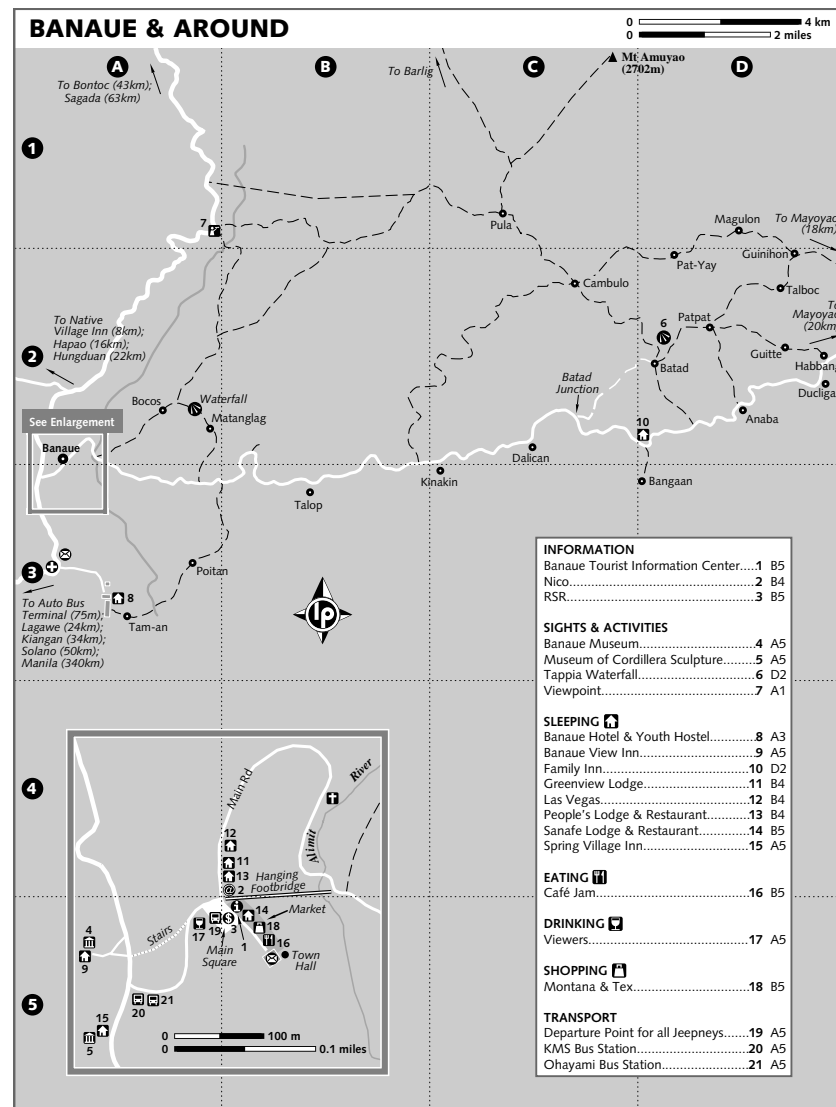 BANAUE & AROUND
0 4 km
0 2 miles
A
B
C
D
To Bontoc (43km);
Sagada (63km)
To Barlig
Mt Amuyao
(2702m)
1
7
Pula
Magulon
To Mayoyao
(18km)
Guinihon
Pat-Yay
Cambulo
Talboc
To Native
Village Inn (8km);
Hapao (16km);
Hungduan (22km)
6
Patpat
To
Mayoyao
(20km)
2
Guitte
Habbang
Batad
Batad
Junction
Ducligan
Bocos
Waterfall
Matanglag
10
Anaba
See Enlargement
Banaue
Dalican
Kinakin
Bangaan
Talop
3
Poitan
8
Tam-an
To Auto Bus
Terminal (75m);
Lagawe (24km);
Kiangan (34km);
Solano (50km);
Manila (340km)
lp
INFORMATION
Banaue Tourist Information Center.....1 B5
Nico...............................................2 B4
RSR................................................3 B5
SIGHTS & ACTIVITIES
Banaue Museum...............................4 A5
Museum of Cordillera Sculpture........5 A5
Tappia Waterfall...............................6 D2
Viewpoint........................................7 A1
SLEEPING
Banaue Hotel & Youth Hostel............8 A3
Banaue View Inn..............................9 A5
Family Inn......................................10 D2
Greenview Lodge............................11 B4
Las Vegas.......................................12 B4
People's Lodge & Restaurant...........13 B4
Sanafe Lodge & Restaurant.............14 B5
Spring Village Inn...........................15 A5
EATING
Café Jam........................................16 B5
DRINKING
Viewers..........................................17 A5
SHOPPING
Montana & Tex...............................18 B5
TRANSPORT
Departure Point for all Jeepneys.......19 A5
KMS Bus Station.............................20 A5
Ohayami Bus Station......................21 A5
4
Main Rd
River
Alimit
12
11
13
@ 2
Hanging
Footbridge
i
14
Market
$
18
17
19
3
16
1
Main
Square
Town
Hall
Stairs
4
9
5
20
21
15
5
0 100 m
0 0.1 miles